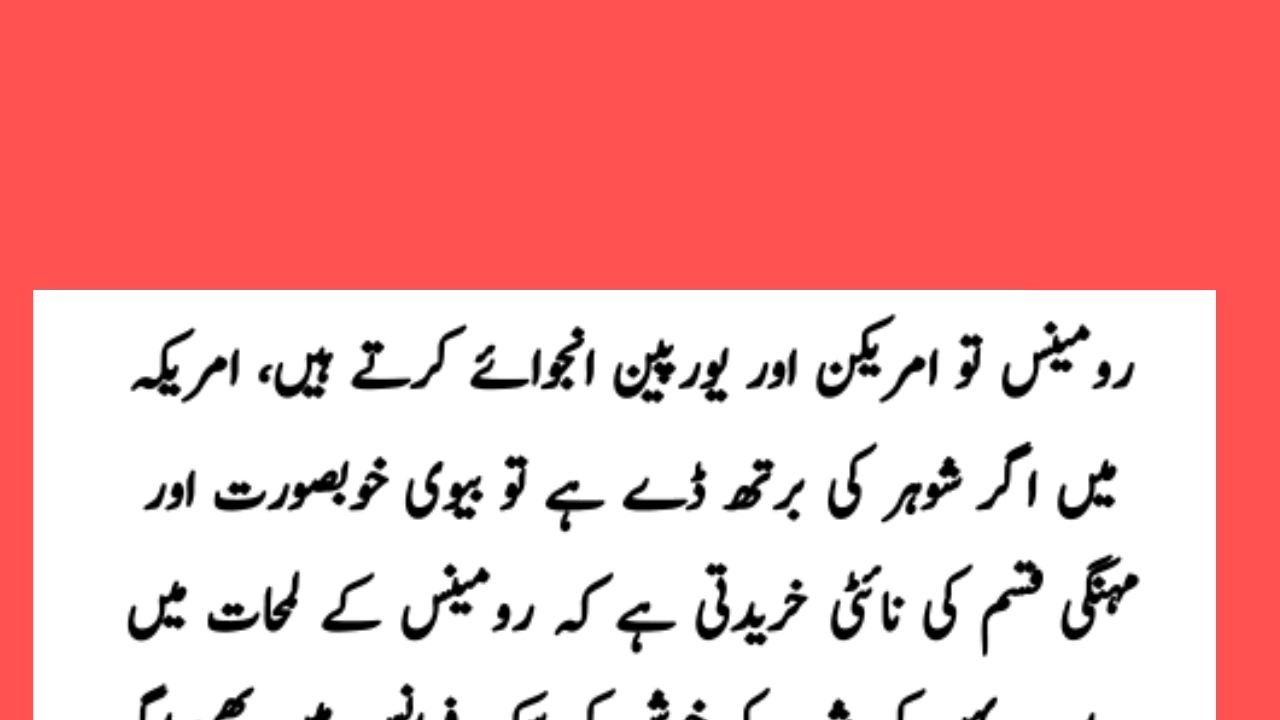 رومینس تو امریکن اور یورپین انجوائے کرتے ہیں، امریکہ
میں اگر شوہر کی برتھ ڈے ہے تو بیوی خوبصورت اور
مہنگی قسم کی نائٹی خریدتی ہے کہ رومینس کے لمحات میں